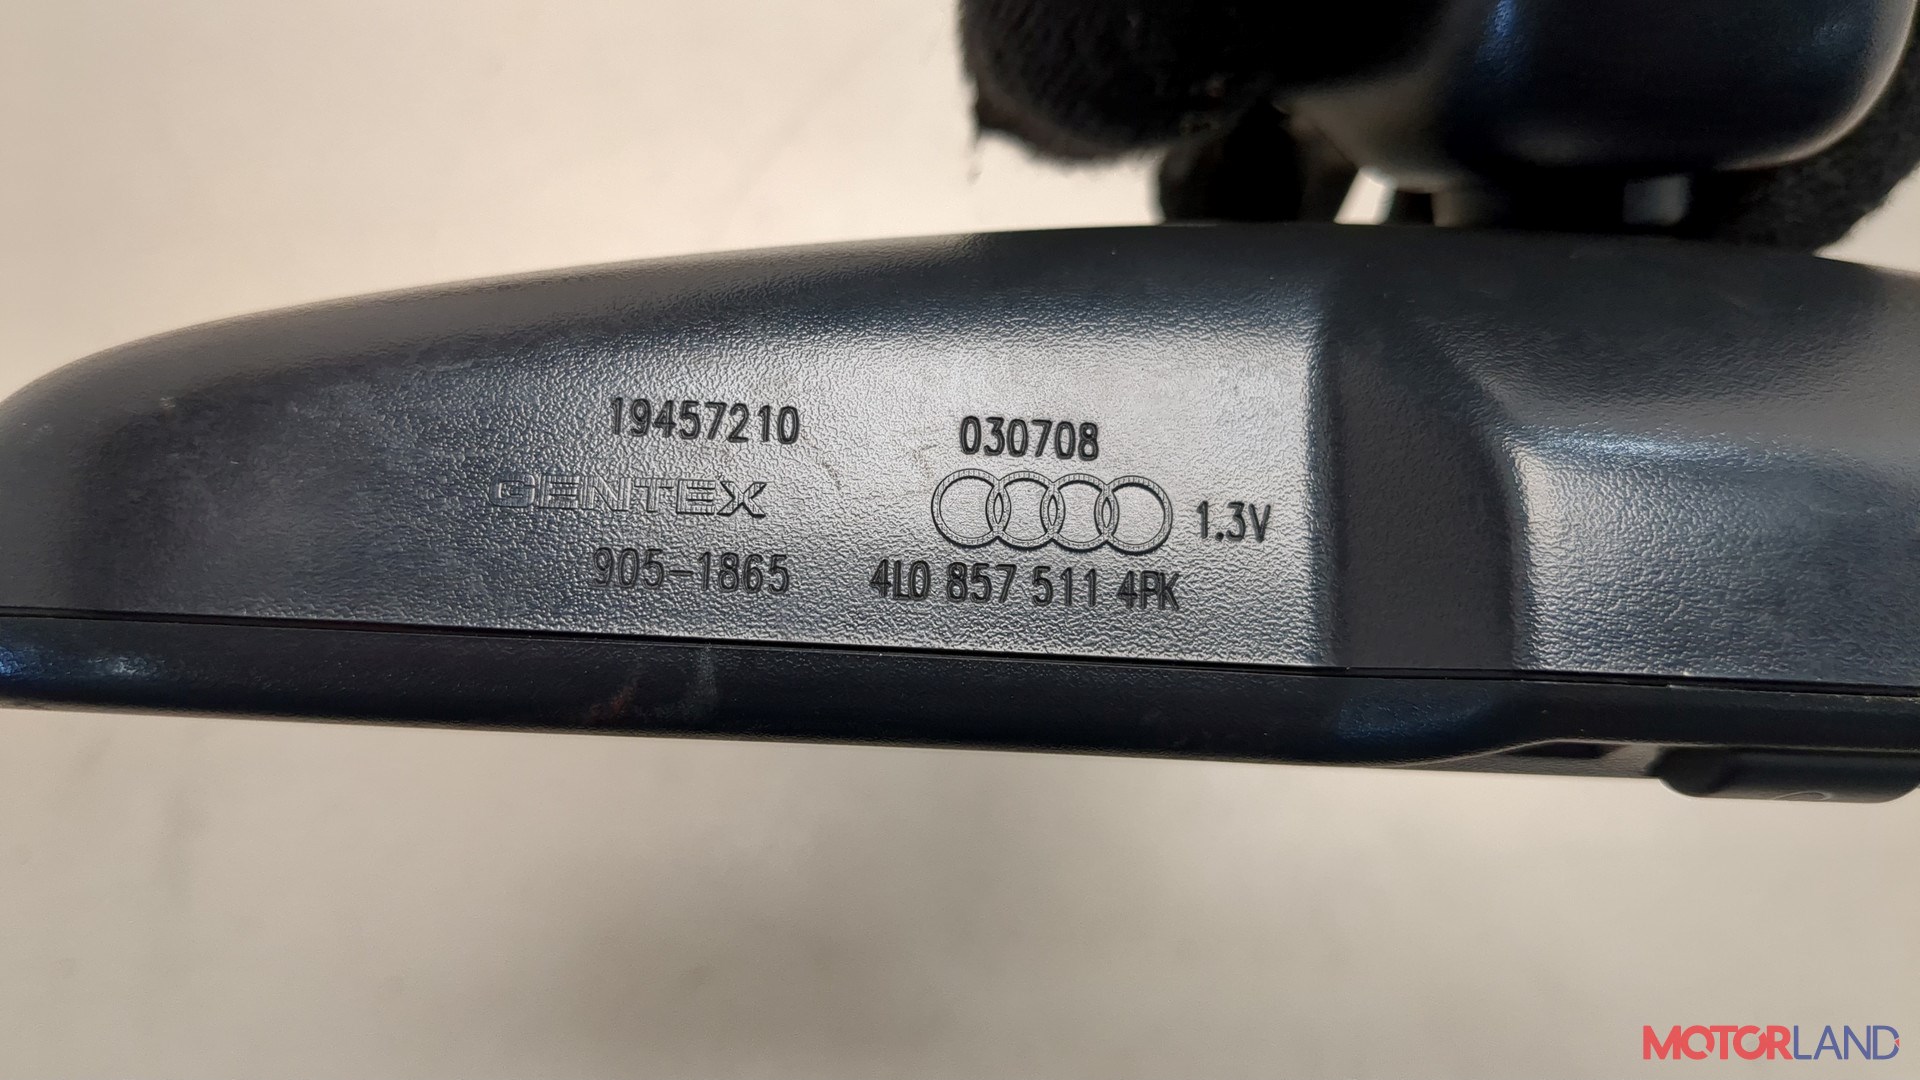 19457210
030708
GENTEX
1.3V
905-1865
4L0 857 511 4PK
MOTORLAND